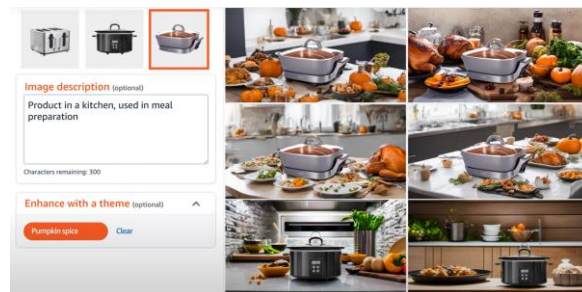 Image description (optional)
Product in a kitchen, used in meal
preparation
Characters remaining: 300
Enhance with a theme (optional)
Pumpkin spice
Clear